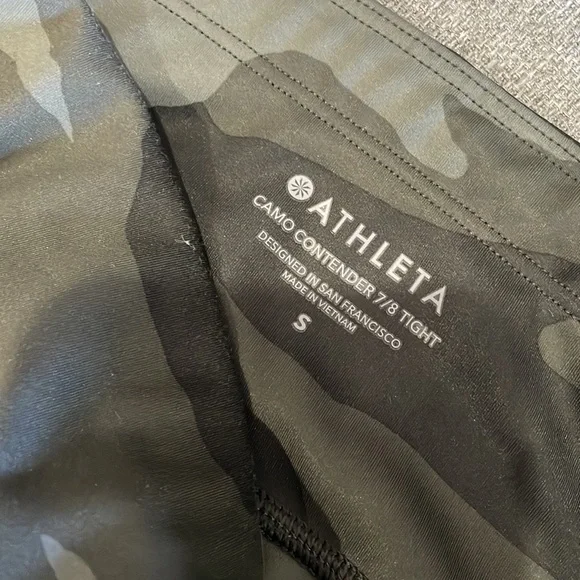 ATHLETA
CAMO CONTENDER 7/8 TIGHT
DESIGNED IN SAN FRANCISCO
MADE IN VIETNAM
S